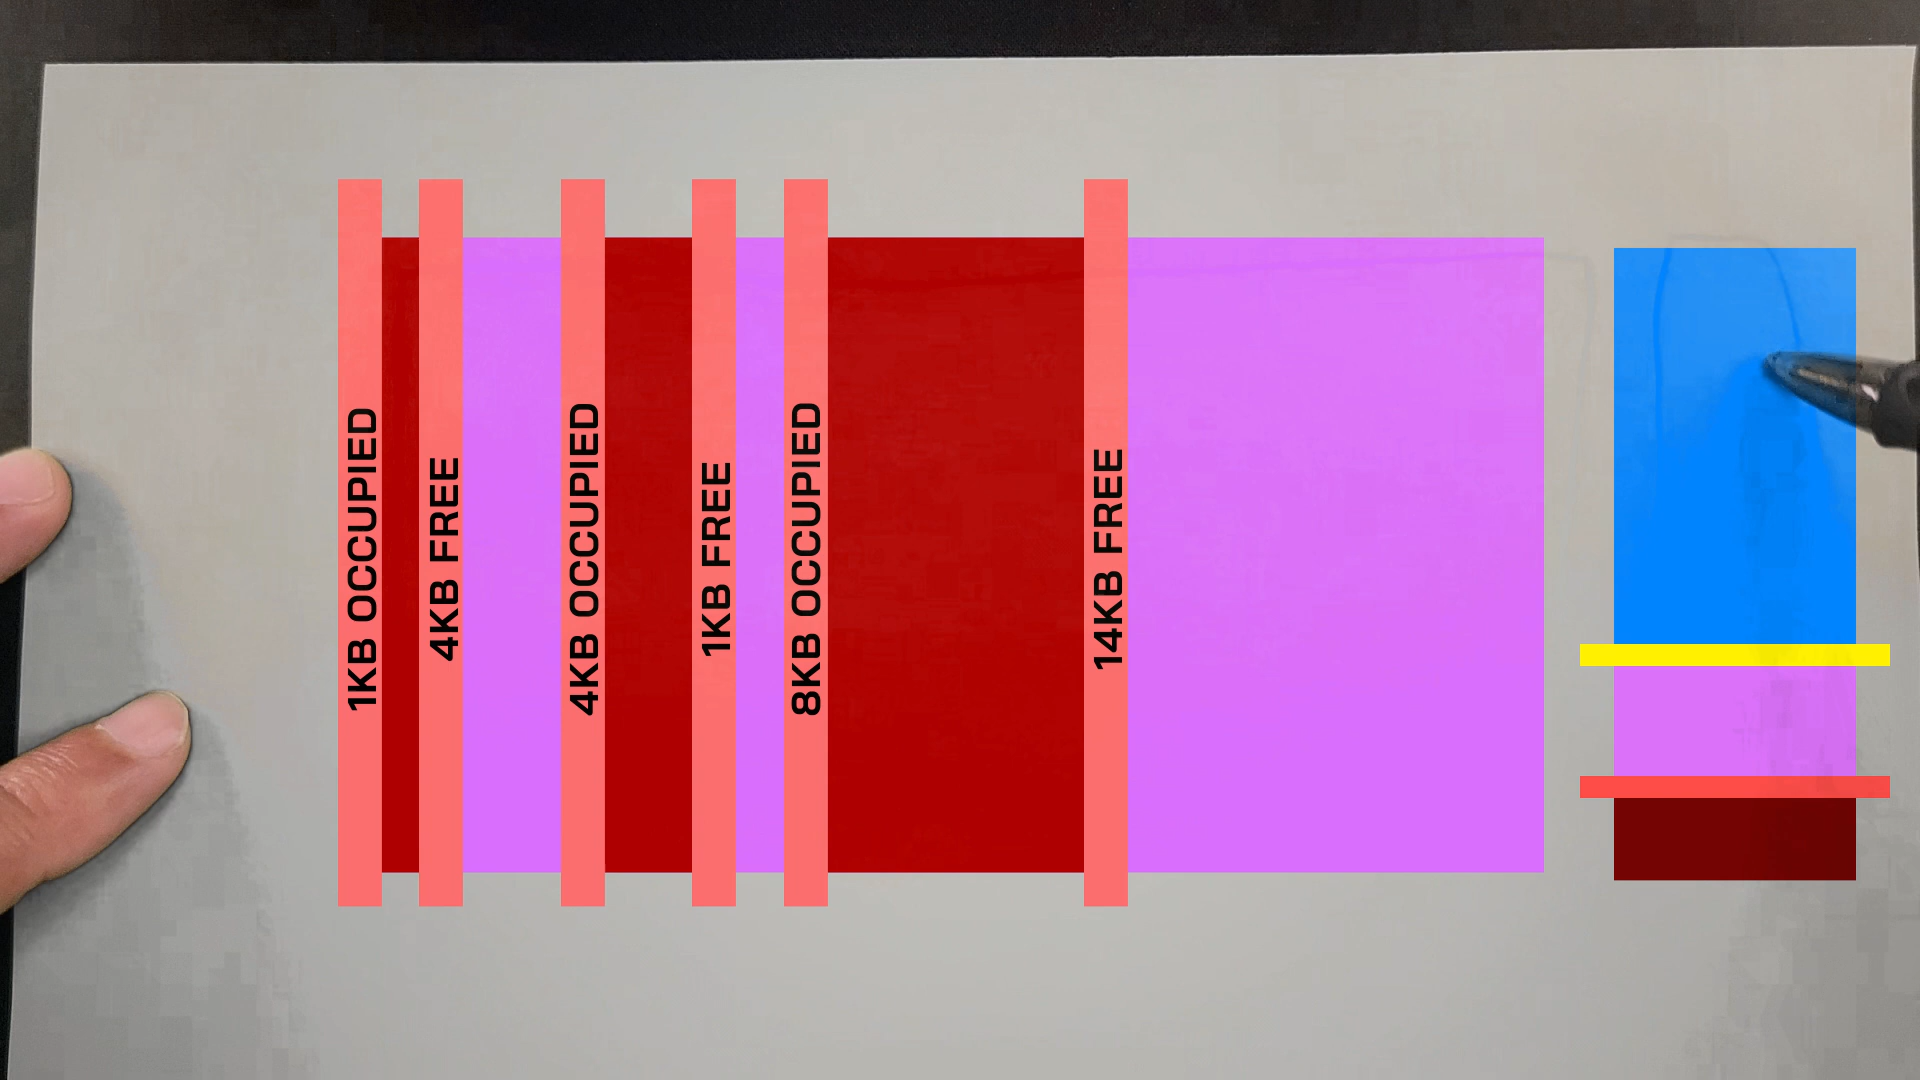 1KB OCCUPIED
4KB FREE
4KB OCCUPIED
1KB FREE
8KB OCCUPIED
14KB FREE